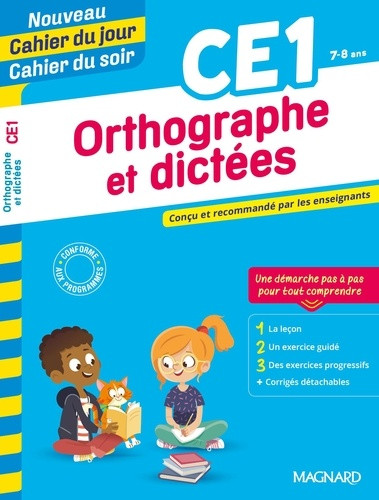 Nouveau
Cahier du jour
Cahier du soir
CE1
7-8 ans
Orthographe
et dictées
Conçu et recommandé par les enseignants
CONFORME
AUX PROGRAMMES
Une démarche pas à pas
pour tout comprendre
1 La leçon
2 Un exercice guidé
3 Des exercices progressifs
+ Corrigés détachables
MAGNARD
Orthographe
et dictées
CE1